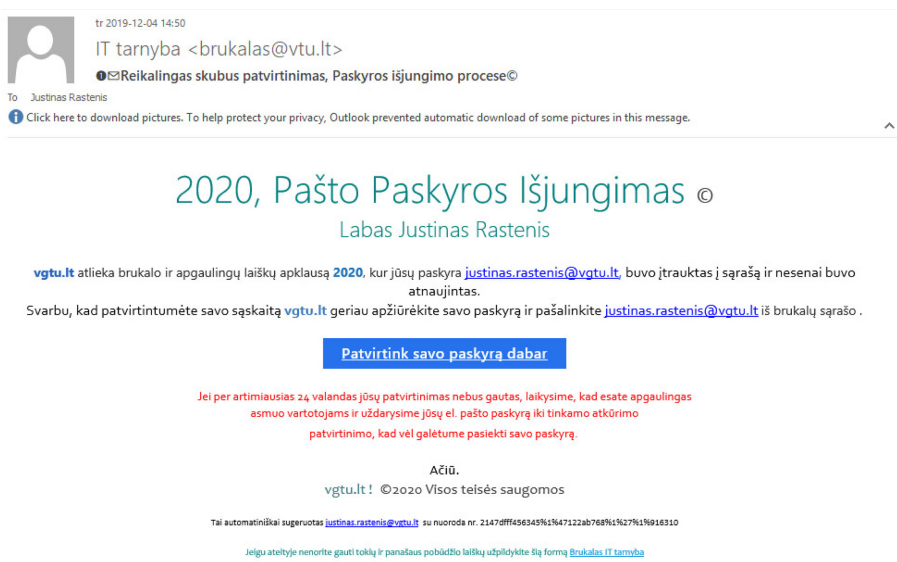 tr 2019-12-04 14:50
IT tarnyba <brukalas@vtu.lt>
❶✉Reikalingas skubus patvirtinimas, Paskyros išjungimo procese©
To Justinas Rastenis
Click here to download pictures. To help protect your privacy, Outlook prevented automatic download of some pictures in this message.
2020, Pašto Paskyros Išjungimas ©
Labas Justinas Rastenis
vgtu.lt atlieka brukalo ir apgaulingų laiškų apklausą 2020, kur jūsų paskyra justinas.rastenis@vgtu.lt, buvo įtrauktas į sąrašą ir nesenai buvo
atnaujintas.
Svarbu, kad patvirtintumėte savo sąskaitą vgtu.lt geriau apžiūrėkite savo paskyrą ir pašalinkite justinas.rastenis@vgtu.lt iš brukalų sąrašo .
Patvirtink savo paskyrą dabar
Jei per artimiausias 24 valandas jūsų patvirtinimas nebus gautas, laikysime, kad esate apgaulingas
asmuo vartotojams ir uždarysime jūsų el. pašto paskyrą iki tinkamo atkūrimo
patvirtinimo, kad vėl galėtume pasiekti savo paskyrą.
Ačiū.
vgtu.lt ! ©2020 Visos teisės saugomos
Tai automatiniškai sugeruotas justinas.rastenis@vgtu.lt su nuoroda nr. 2147dfff456345%1%47122ab768%1%27%1%916310
Jeigu ateityje nenorite gauti tokių ir panašaus pobūdžio laiškų užpildykite šią formą Brukalas IT tarnyba